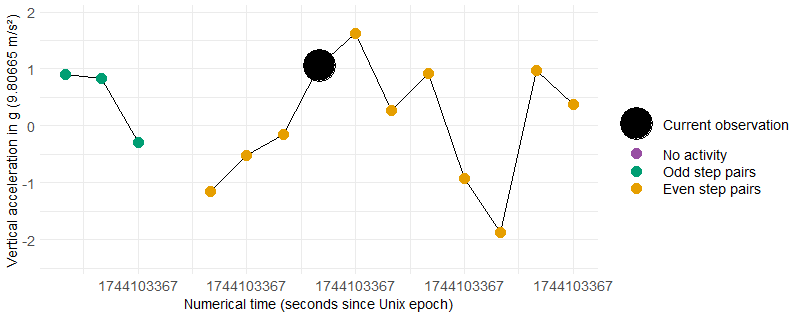 Vertical acceleration in g (9.80665 m/s²)
2
1
0
-1
-2
1744103367 1744103367 1744103367 1744103367 1744103367
Numerical time (seconds since Unix epoch)
Current observation
No activity
Odd step pairs
Even step pairs